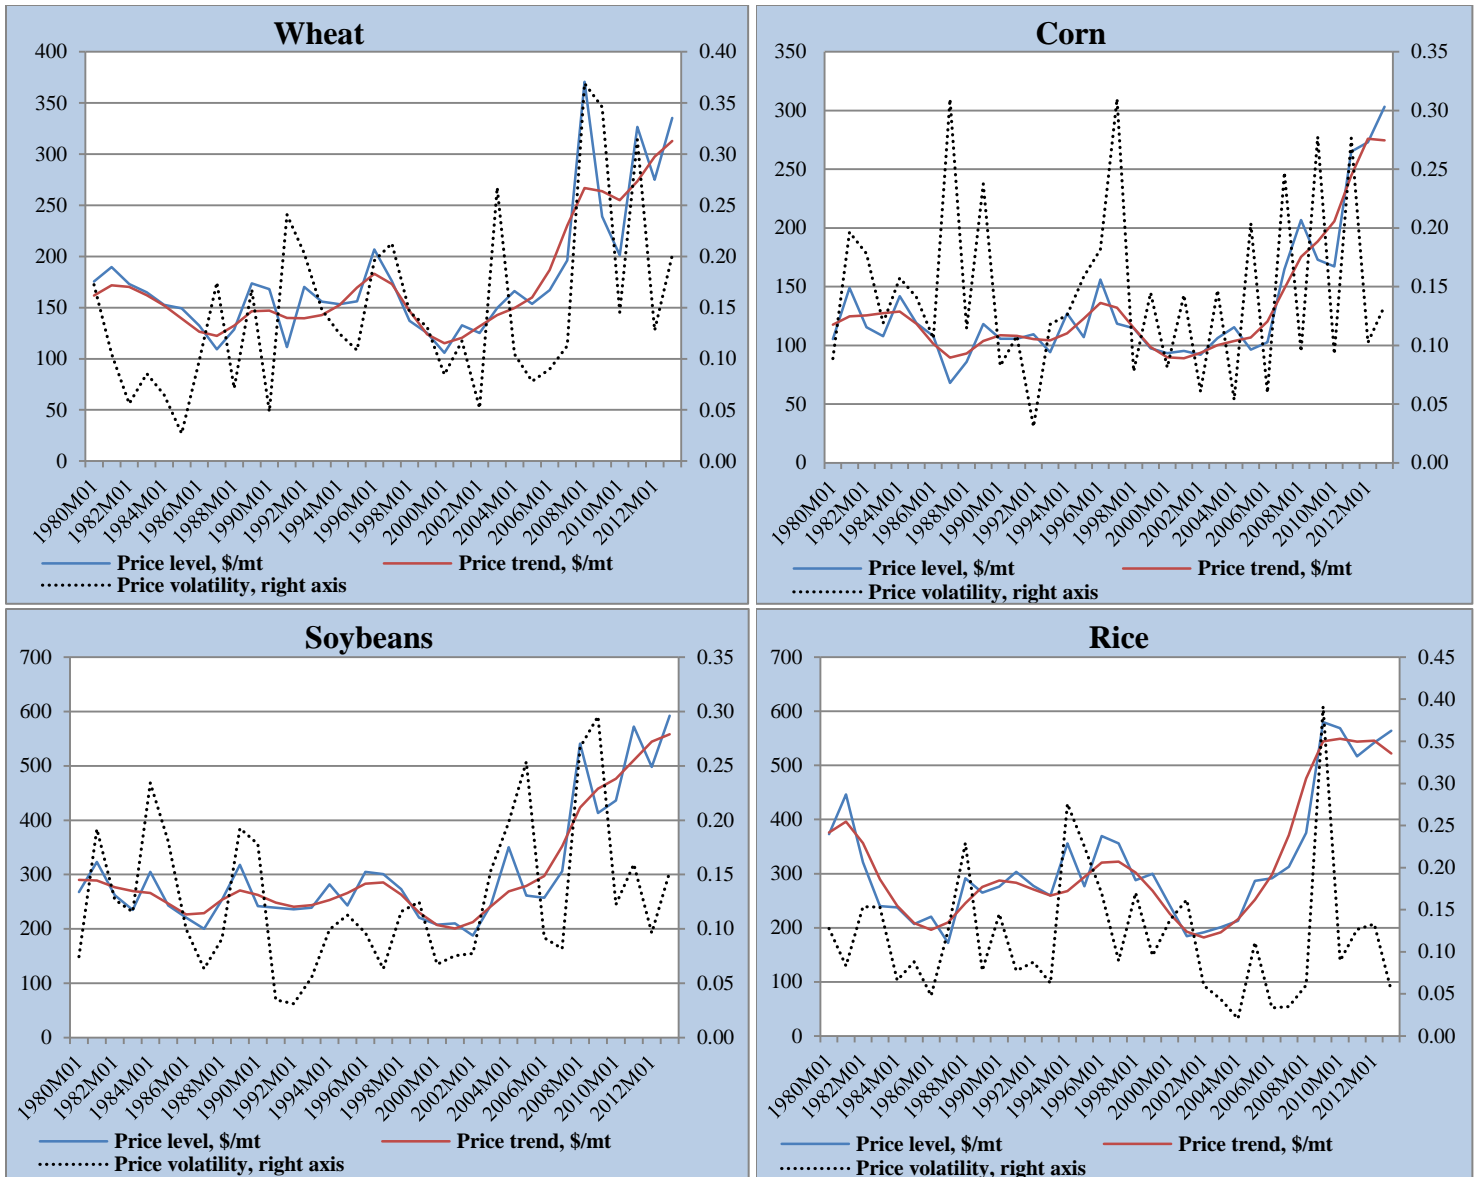 Wheat
400
350
300
250
200
150
100
50
0
0.40
0.35
0.30
0.25
0.20
0.15
0.10
0.05
0.00
1980M01
1982M01
1984M01
1986M01
1988M01
1990M01
1992M01
1994M01
1996M01
1998M01
2000M01
2002M01
2004M01
2006M01
2008M01
2010M01
2012M01
Price level, $/mt
Price trend, $/mt
Price volatility, right axis
Corn
350
300
250
200
150
100
50
0
0.35
0.30
0.25
0.20
0.15
0.10
0.05
0.00
1980M01
1982M01
1984M01
1986M01
1988M01
1990M01
1992M01
1994M01
1996M01
1998M01
2000M01
2002M01
2004M01
2006M01
2008M01
2010M01
2012M01
Price level, $/mt
Price trend, $/mt
Price volatility, right axis
Soybeans
700
600
500
400
300
200
100
0
0.35
0.30
0.25
0.20
0.15
0.10
0.05
0.00
1980M01
1982M01
1984M01
1986M01
1988M01
1990M01
1992M01
1994M01
1996M01
1998M01
2000M01
2002M01
2004M01
2006M01
2008M01
2010M01
2012M01
Price level, $/mt
Price trend, $/mt
Price volatility, right axis
Rice
700
600
500
400
300
200
100
0
0.45
0.40
0.35
0.30
0.25
0.20
0.15
0.10
0.05
0.00
1980M01
1982M01
1984M01
1986M01
1988M01
1990M01
1992M01
1994M01
1996M01
1998M01
2000M01
2002M01
2004M01
2006M01
2008M01
2010M01
2012M01
Price level, $/mt
Price trend, $/mt
Price volatility, right axis